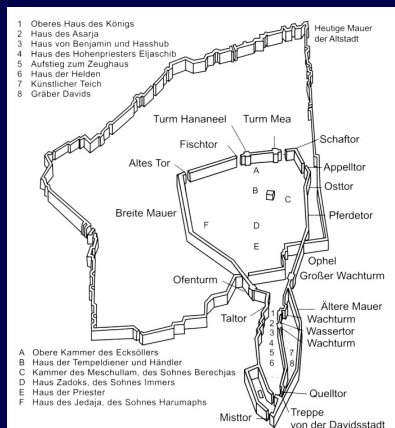 1 Oberes Haus des Königs
2 Haus des Asarja
3 Haus von Benjamin und Hasshub
4 Haus des Hohenpriesters Eljaschib
5 Aufstieg zum Zeughaus
6 Haus der Helden
7 Künstlicher Teich
8 Gräber Davids
Heutige Mauer
der Altstadt
Turm Hananeel
Turm Mea
Fischtor
Schaftor
Altes Tor
Appelltor
Osttor
Breite Mauer
Pferdetor
A
B
C
F
D
E
Ophel
Großer Wachturm
Ofenturm
Taltor
Ältere Mauer
Wachturm
Wassertor
Wachturm
1
2
3
4
5
6
7
8
A Obere Kammer des Ecksöllers
B Haus der Tempeldiener und Händler
C Kammer des Meschullam, des Sohnes Berechjas
D Haus Zadoks, des Sohnes Immers
E Haus der Priester
F Haus des Jedaja, des Sohnes Harumaphs
Quelltor
Misttor
Treppe
von der Davidsstadt